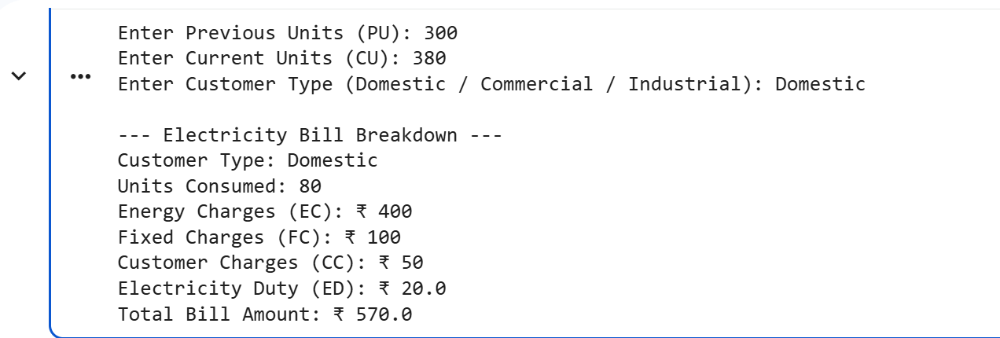 Enter Previous Units (PU): 300
Enter Current Units (CU): 380
Enter Customer Type (Domestic / Commercial / Industrial): Domestic
--- Electricity Bill Breakdown ---
Customer Type: Domestic
Units Consumed: 80
Energy Charges (EC): ₹ 400
Fixed Charges (FC): ₹ 100
Customer Charges (CC): ₹ 50
Electricity Duty (ED): ₹ 20.0
Total Bill Amount: ₹ 570.0